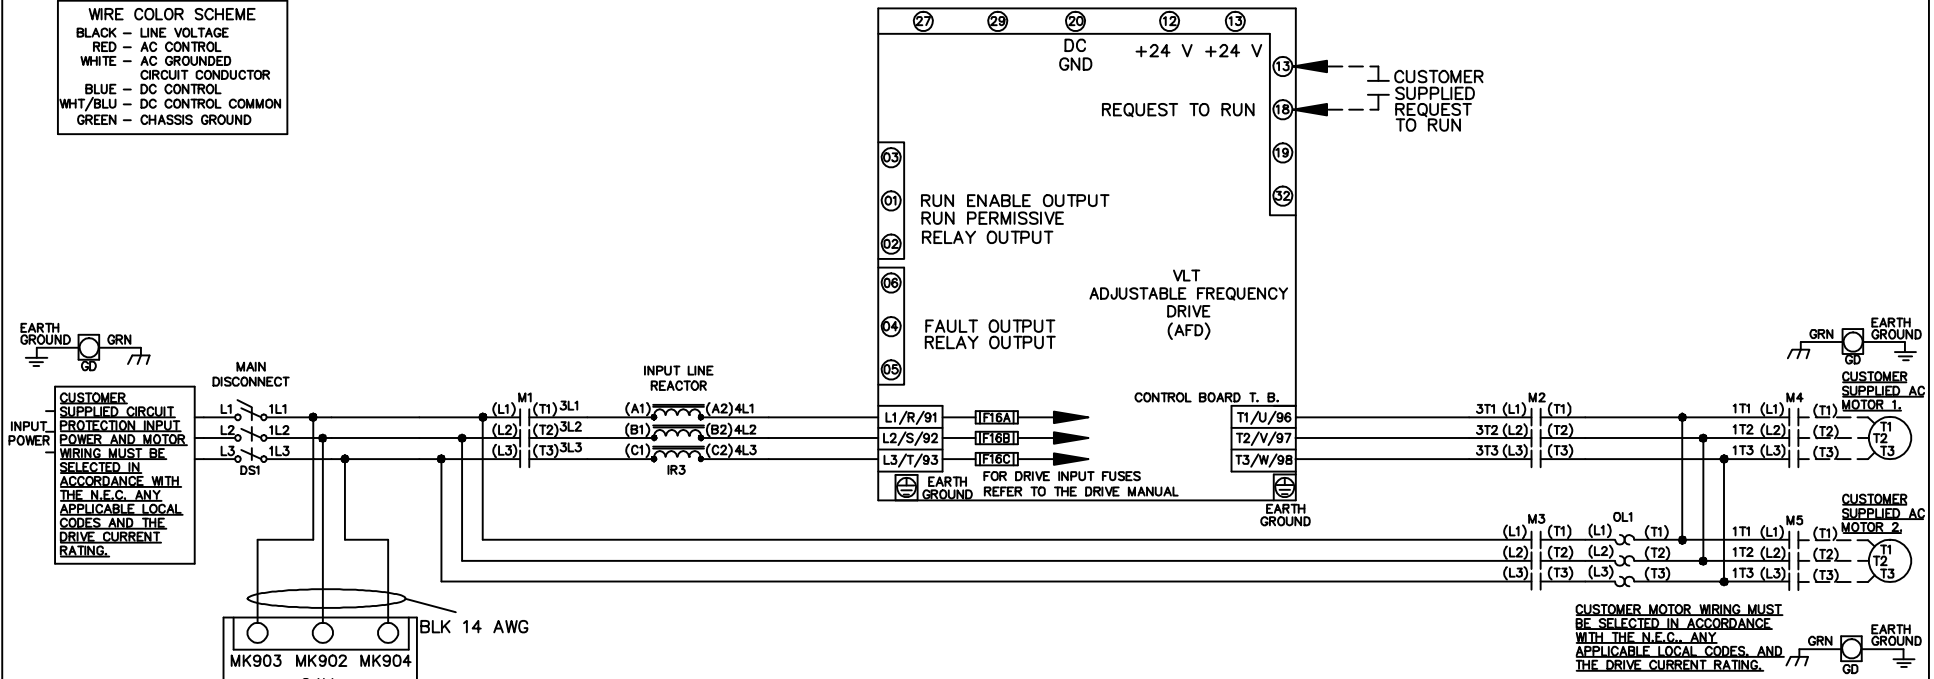 WIRE COLOR SCHEME
BLACK – LINE VOLTAGE
RED – AC CONTROL
WHITE – AC GROUNDED
CIRCUIT CONDUCTOR
BLUE – DC CONTROL
WHT/BLU – DC CONTROL COMMON
GREEN – CHASSIS GROUND
27 29 20 12 13
DC
GND
+24 V +24 V
13
REQUEST TO RUN 18
19
32
CUSTOMER
SUPPLIED
REQUEST
TO RUN
03
01
02
RUN ENABLE OUTPUT
RUN PERMISSIVE
RELAY OUTPUT
06
04
05
FAULT OUTPUT
RELAY OUTPUT
VLT
ADJUSTABLE FREQUENCY
DRIVE
(AFD)
EARTH
GROUND
GRN
GD
MAIN
DISCONNECT
INPUT
POWER
CUSTOMER
SUPPLIED CIRCUIT
PROTECTION INPUT
POWER AND MOTOR
WIRING MUST BE
SELECTED IN
ACCORDANCE WITH
THE N.E.C. ANY
APPLICABLE LOCAL
CODES AND THE
DRIVE CURRENT
RATING.
L1 1L1
L2 1L2
L3 1L3
DS1
M1
(L1) (T1) 3L1
(L2) (T2) 3L2
(L3) (T3) 3L3
INPUT LINE
REACTOR
(A1) (A2) 4L1
(B1) (B2) 4L2
(C1) (C2) 4L3
IR3
L1/R/91 F16A
L2/S/92 F16B
L3/T/93 F16C
EARTH
GROUND
FOR DRIVE INPUT FUSES
REFER TO THE DRIVE MANUAL
CONTROL BOARD T. B.
T1/U/96
T2/V/97
T3/W/98
EARTH
GROUND
M2
3T1 (L1) (T1)
3T2 (L2) (T2)
3T3 (L3) (T3)
M4
1T1 (L1) (T1)
1T2 (L2) (T2)
1T3 (L3) (T3)
GRN
GD
EARTH
GROUND
CUSTOMER
SUPPLIED AC
MOTOR 1.
T1
T2
T3
M3
(L1) (T1)
(L2) (T2)
(L3) (T3)
OL1
(L1) (T1)
(L2) (T2)
(L3) (T3)
M5
1T1 (L1) (T1)
1T2 (L2) (T2)
1T3 (L3) (T3)
CUSTOMER
SUPPLIED AC
MOTOR 2.
T1
T2
T3
BLK 14 AWG
MK903 MK902 MK904
CUSTOMER MOTOR WIRING MUST
BE SELECTED IN ACCORDANCE
WITH THE N.E.C., ANY
APPLICABLE LOCAL CODES, AND
THE DRIVE CURRENT RATING.
GRN
GD
EARTH
GROUND